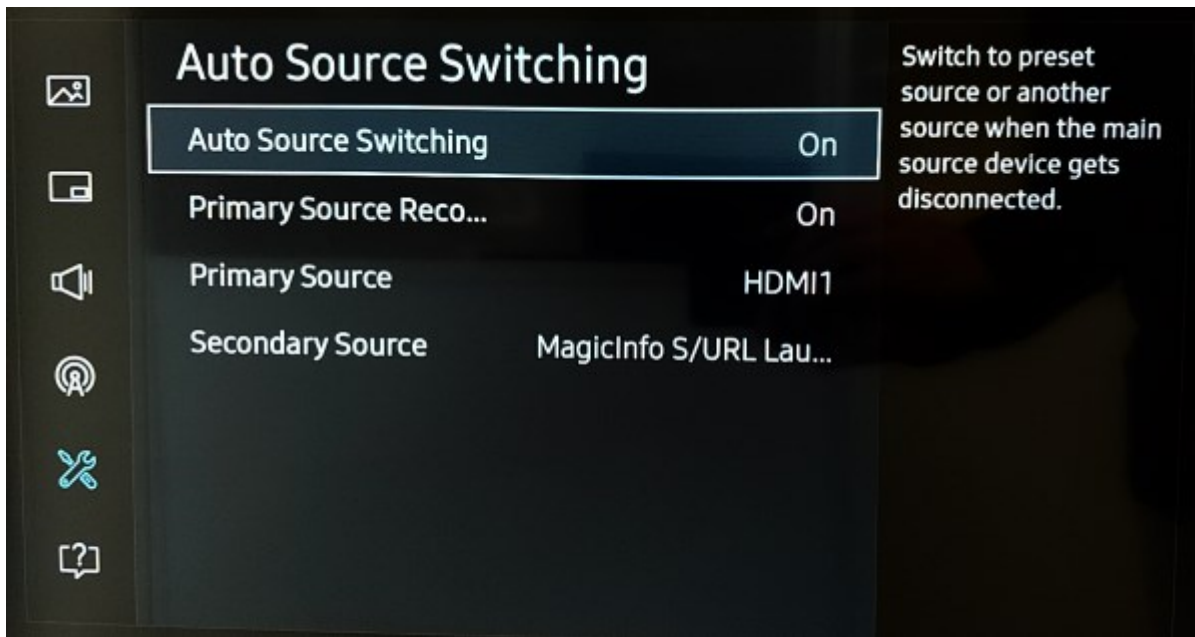 Auto Source Switching
Auto Source Switching On
Primary Source Reco... On
Primary Source HDMI1
Secondary Source MagicInfo S/URL Lau...
Switch to preset
source or another
source when the main
source device gets
disconnected.